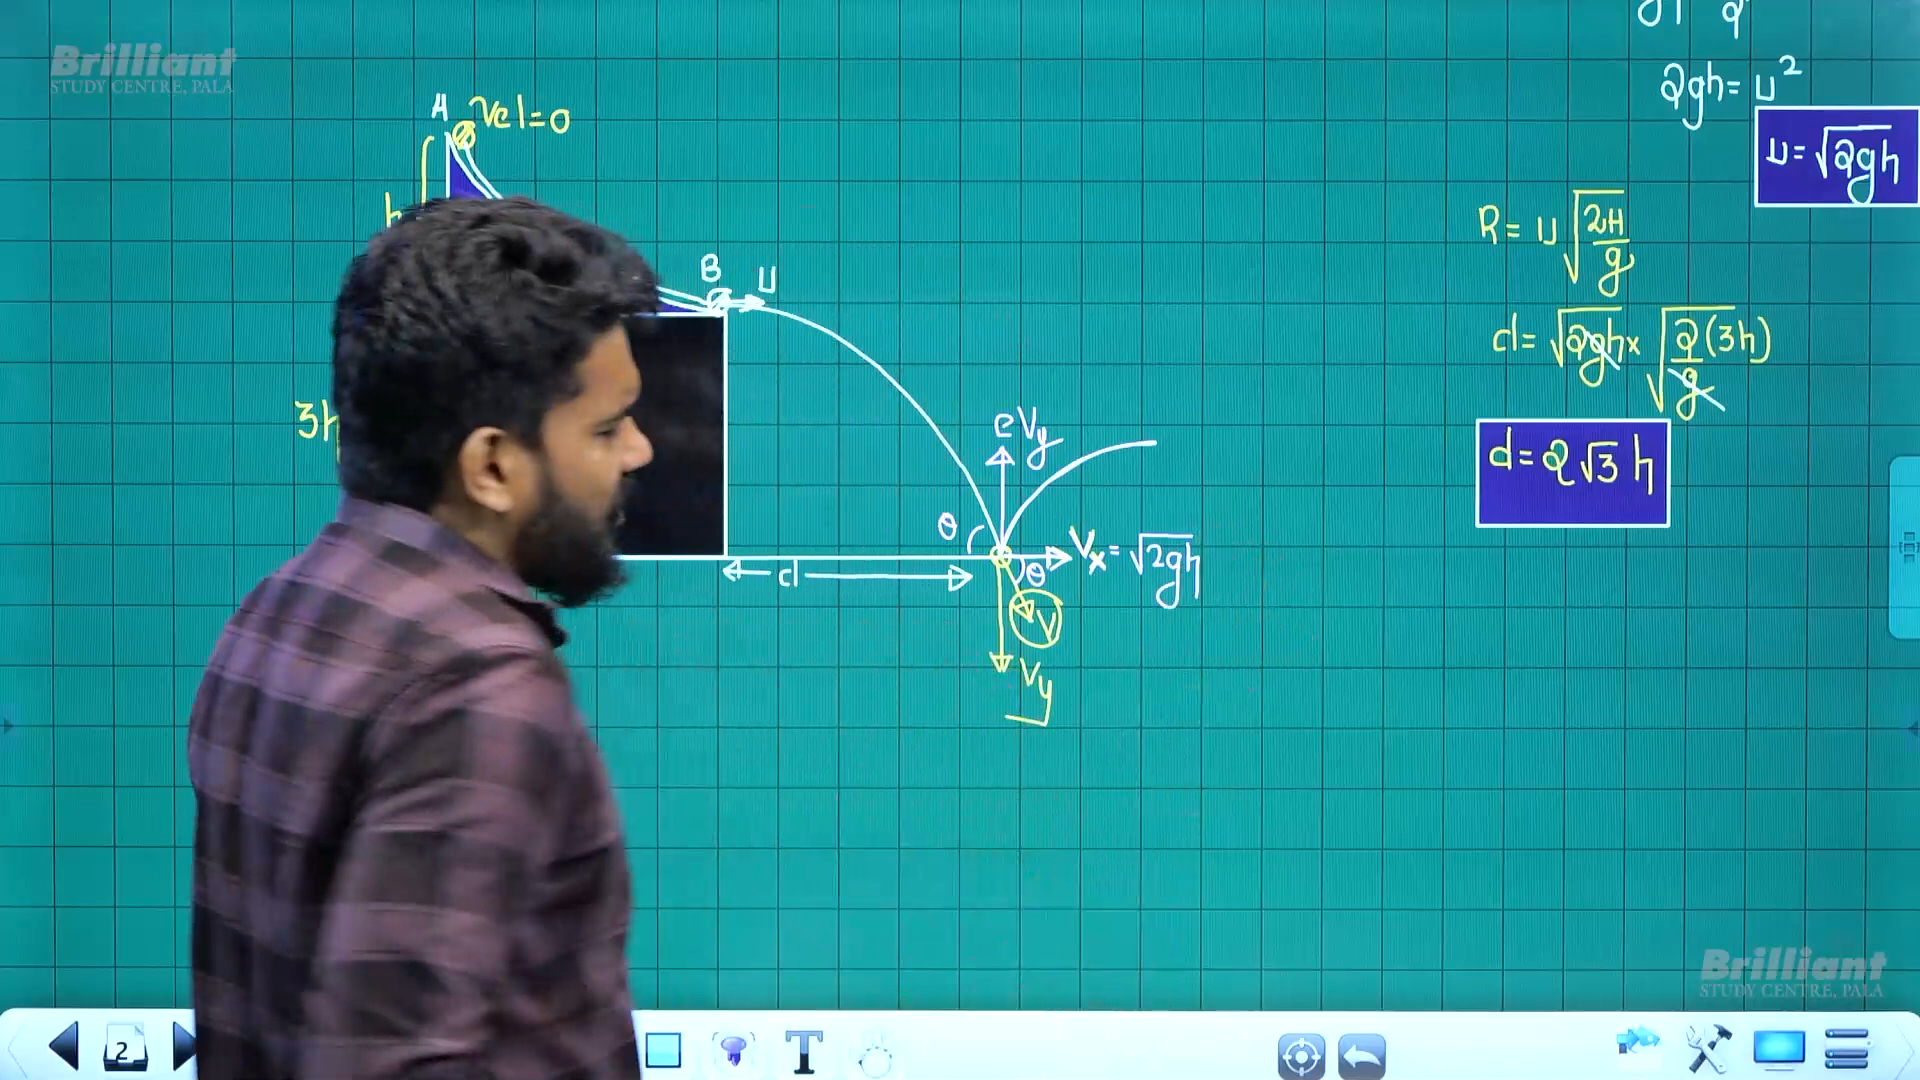 Brilliant
STUDY CENTRE, PALA
A Vel=0
h
B u
3h
eVy
θ
Vx = √2gh
θ
d
V
Vy
2gh = u²
u = √2gh
R = u √2H/g
d = √2gh x √2(3h)/g
d = 2√3 h
Brilliant
STUDY CENTRE, PALA
2
T